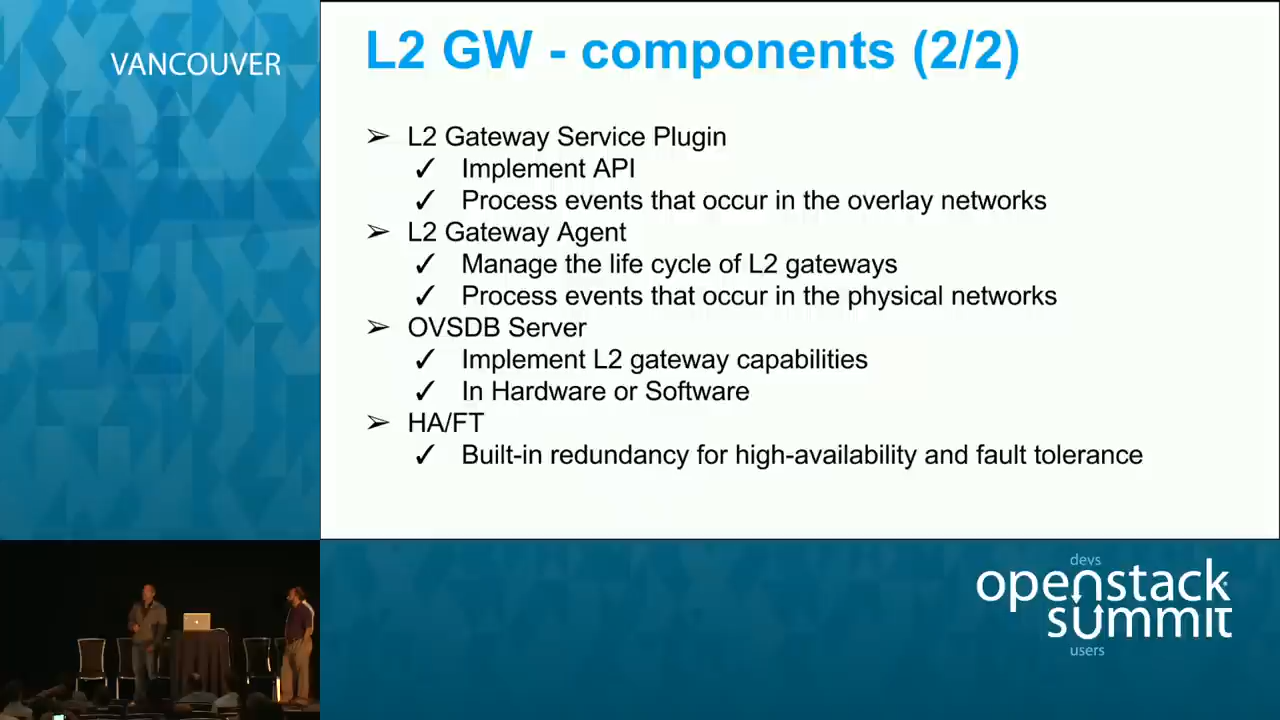 VANCOUVER
L2 GW - components (2/2)
➢ L2 Gateway Service Plugin
✓ Implement API
✓ Process events that occur in the overlay networks
➢ L2 Gateway Agent
✓ Manage the life cycle of L2 gateways
✓ Process events that occur in the physical networks
➢ OVSDB Server
✓ Implement L2 gateway capabilities
✓ In Hardware or Software
➢ HA/FT
✓ Built-in redundancy for high-availability and fault tolerance
devs
openstack
summit
users